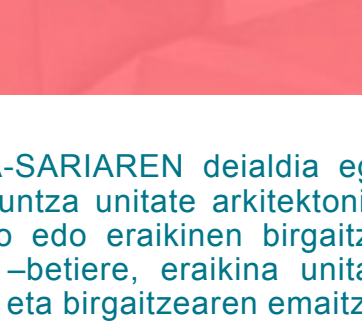 A-SARIAREN deialdia eg
untza unitate arkitektoni
o edo eraikinen birgaitz
–betiere, eraikina unita
eta birgaitzearen emaitz